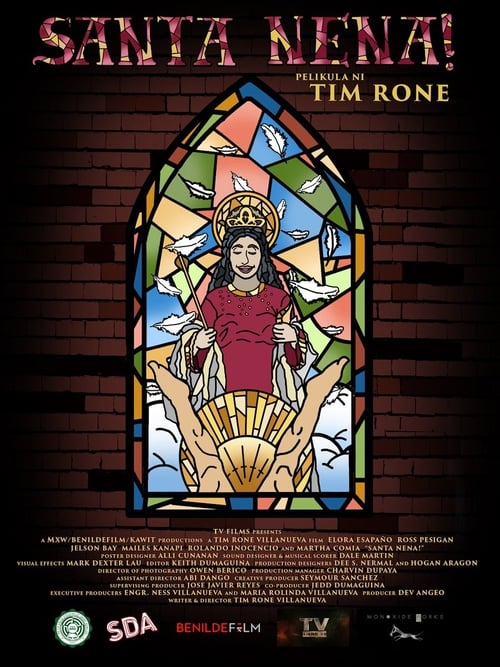 SANTA NENA!
PELIKULA NI
TIM RONE
TV FILMS PRESENTS
A MXW/BENILDEFILM/KAWIT PRODUCTIONS A TIM RONE VILLANUEVA FILM ELORA ESPAÑO ROSS PESIGAN
JELSON BAY MAILES KANAPI, ROLANDO INOCENCIO AND MARTHA COMIA "SANTA NENA!"
POSTER DESIGNER ALLI CUNANAN SOUND DESIGNER & MUSICAL SCORER DALE MARTIN
VISUAL EFFECTS MARK DEXTER LAU EDITOR KEITH DUMAGUINA PRODUCTION DESIGNERS DEE S. NERMAL AND HOGAN ARAGON
DIRECTOR OF PHOTOGRAPHY OWEN BERICO PRODUCTION MANAGER CHARVIN DUPAYA
ASSISTANT DIRECTOR ABI DANGO CREATIVE PRODUCER SEYMOUR SANCHEZ
SUPERVISING PRODUCER JOSE JAVIER REYES CO-PRODUCER JEDD DUMAGUINA
EXECUTIVE PRODUCERS ENGR. NESS VILLANUEVA AND MARIA ROLINDA VILLANUEVA PRODUCER DEV ANGEO
WRITER & DIRECTOR TIM RONE VILLANUEVA
SDA
BENILDEFILM
TV